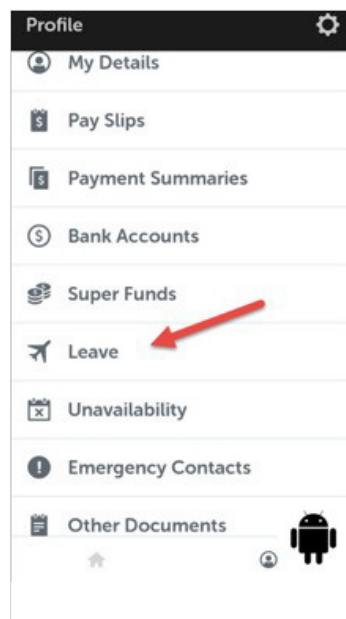 Profile
My Details
Pay Slips
Payment Summaries
Bank Accounts
Super Funds
Leave
Unavailability
Emergency Contacts
Other Documents